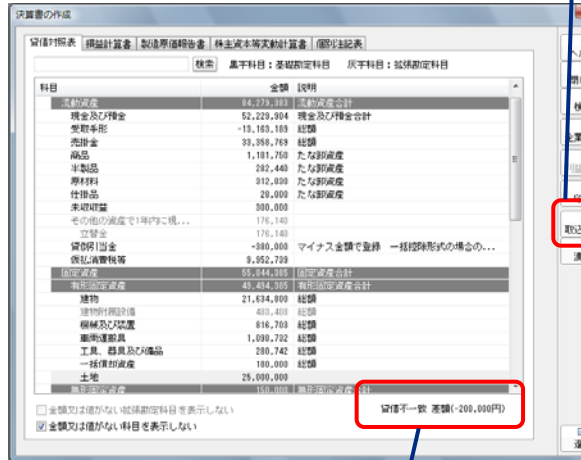 決算書の作成
貸借対照表 損益計算書 製造原価報告書 株主資本等変動計算書 個別注記表
検索 黒字科目：基礎勘定科目 灰字科目：拡張勘定科目
科目 金額 説明
流動資産 84,279,383 流動資産合計
現金及び預金 52,229,904 現金及び預金合計
受取手形 -13,163,189 総額
売掛金 33,358,769 総額
商品 1,181,750 たな卸資産
半製品 282,440 たな卸資産
原材料 312,830 たな卸資産
仕掛品 28,000 たな卸資産
未収収益 300,000
その他の資産で1年内に現... 176,140
立替金 176,140
貸倒引当金 -380,000 マイナス金額で登録 一括控除形式の場合の...
仮払消費税等 9,952,739
固定資産 55,044,385 固定資産合計
有形固定資産 49,494,385 有形固定資産合計
建物 21,634,800 総額
建物附属設備 483,408 総額
機械及び装置 816,703 総額
車両運搬具 1,098,732 総額
工具、器具及び備品 280,742 総額
一括償却資産 180,000 総額
土地 25,000,000
無形固定資産 150,000 無形固定資産合計
金額又は値がない拡張勘定科目を表示しない
貸借不一致 差額(-200,000円)
金額又は値がない科目を表示しない
取込